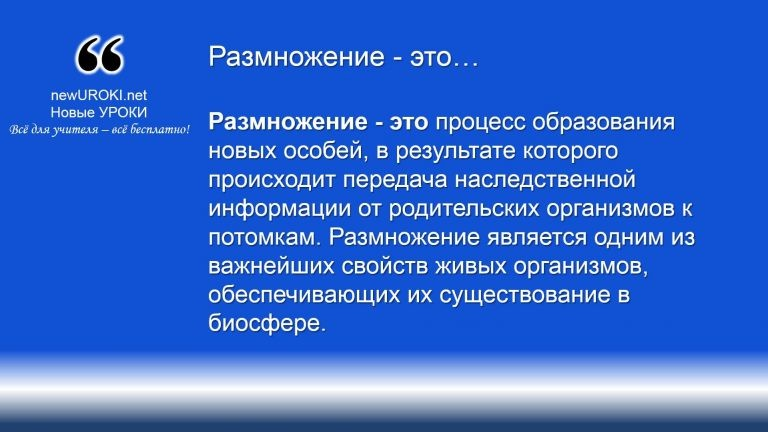 newUROKI.net
Новые УРОКИ
Всё для учителя – всё бесплатно!
Размножение - это…
Размножение - это процесс образования
новых особей, в результате которого
происходит передача наследственной
информации от родительских организмов к
потомкам. Размножение является одним из
важнейших свойств живых организмов,
обеспечивающих их существование в
биосфере.